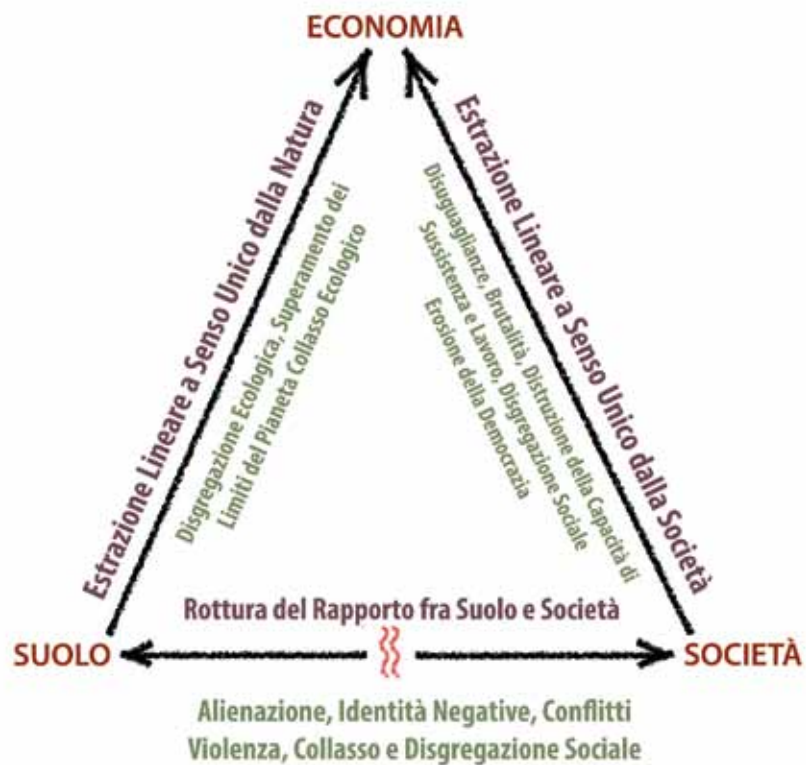 ECONOMIA
Estrazione Lineare a Senso Unico dalla Natura
Disgregazione Ecologica, Superamento dei
Limiti del Pianeta Collasso Ecologico
Estrazione Lineare a Senso Unico dalla Società
Disuguaglianze, Brutalità, Distruzione della Capacità di
Sussistenza e Lavoro, Disgregazione Sociale
Erosione della Democrazia
Rottura del Rapporto fra Suolo e Società
SUOLO
SOCIETÀ
Alienazione, Identità Negative, Conflitti
Violenza, Collasso e Disgregazione Sociale